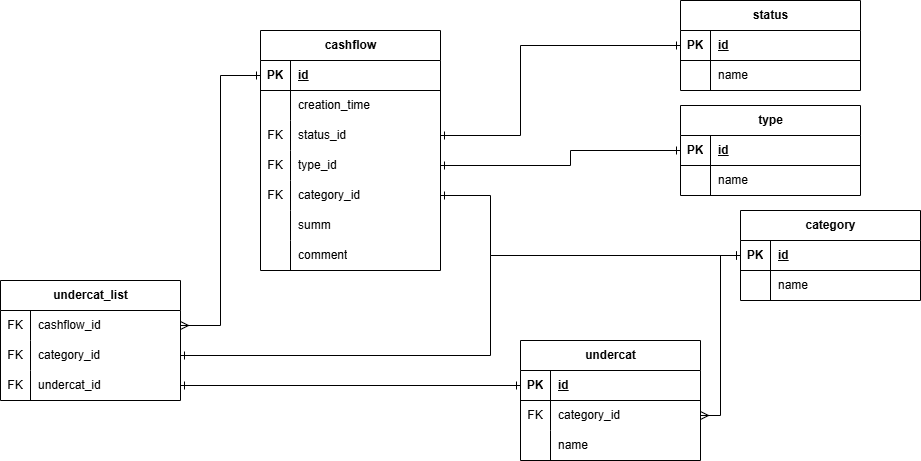 cashflow
PK id
creation_time
FK status_id
FK type_id
FK category_id
summ
comment
status
PK id
name
type
PK id
name
category
PK id
name
undercat_list
FK cashflow_id
FK category_id
FK undercat_id
undercat
PK id
FK category_id
name